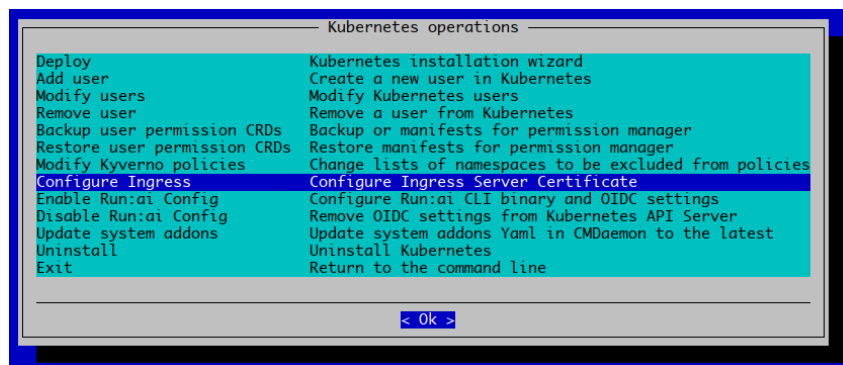 Kubernetes operations
Deploy Kubernetes installation wizard
Add user Create a new user in Kubernetes
Modify users Modify Kubernetes users
Remove user Remove a user from Kubernetes
Backup user permission CRDs Backup or manifests for permission manager
Restore user permission CRDs Restore manifests for permission manager
Modify Kyverno policies Change lists of namespaces to be excluded from policies
Configure Ingress Configure Ingress Server Certificate
Enable Run:ai Config Configure Run:ai CLI binary and OIDC settings
Disable Run:ai Config Remove OIDC settings from Kubernetes API Server
Update system addons Update system addons Yaml in CMDaemon to the latest
Uninstall Uninstall Kubernetes
Exit Return to the command line
< Ok >